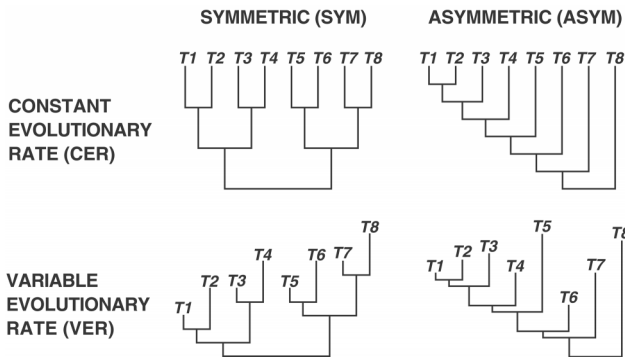 SYMMETRIC (SYM) ASYMMETRIC (ASYM)
T1 T2 T3 T4 T5 T6 T7 T8 T1 T2 T3 T4 T5 T6 T7 T8
CONSTANT
EVOLUTIONARY
RATE (CER)
T8 T5 T8
T4 T6 T7 T2 T3
T1 T4 T7
T2 T3 T5
T6
T1
VARIABLE
EVOLUTIONARY
RATE (VER)